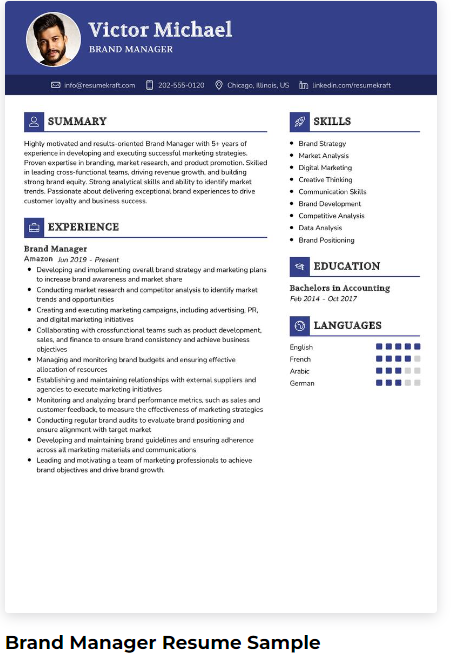 Victor Michael
BRAND MANAGER
info@resumekraft.com 202-555-0120 Chicago, Illinois, US linkedin.com/resumekraft
SUMMARY
Highly motivated and results-oriented Brand Manager with 5+ years of
experience in developing and executing successful marketing strategies.
Proven expertise in branding, market research, and product promotion. Skilled
in leading cross-functional teams, driving revenue growth, and building
strong brand equity. Strong analytical skills and ability to identify market
trends. Passionate about delivering exceptional brand experiences to drive
customer loyalty and business success.
EXPERIENCE
Brand Manager
Amazon Jun 2019 - Present
• Developing and implementing overall brand strategy and marketing plans
to increase brand awareness and market share
• Conducting market research and competitor analysis to identify market
trends and opportunities
• Creating and executing marketing campaigns, including advertising, PR,
and digital marketing initiatives
• Collaborating with crossfunctional teams such as product development,
sales, and finance to ensure brand consistency and achieve business
objectives
• Managing and monitoring brand budgets and ensuring effective
allocation of resources
• Establishing and maintaining relationships with external suppliers and
agencies to execute marketing initiatives
• Monitoring and analyzing brand performance metrics, such as sales and
customer feedback, to measure the effectiveness of marketing strategies
• Conducting regular brand audits to evaluate brand positioning and
ensure alignment with target market
• Developing and maintaining brand guidelines and ensuring adherence
across all marketing materials and communications
• Leading and motivating a team of marketing professionals to achieve
brand objectives and drive brand growth.
SKILLS
• Brand Strategy
• Market Analysis
• Digital Marketing
• Creative Thinking
• Communication Skills
• Brand Development
• Competitive Analysis
• Data Analysis
• Brand Positioning
EDUCATION
Bachelors in Accounting
Feb 2014 - Oct 2017
LANGUAGES
English
French
Arabic
German
Brand Manager Resume Sample